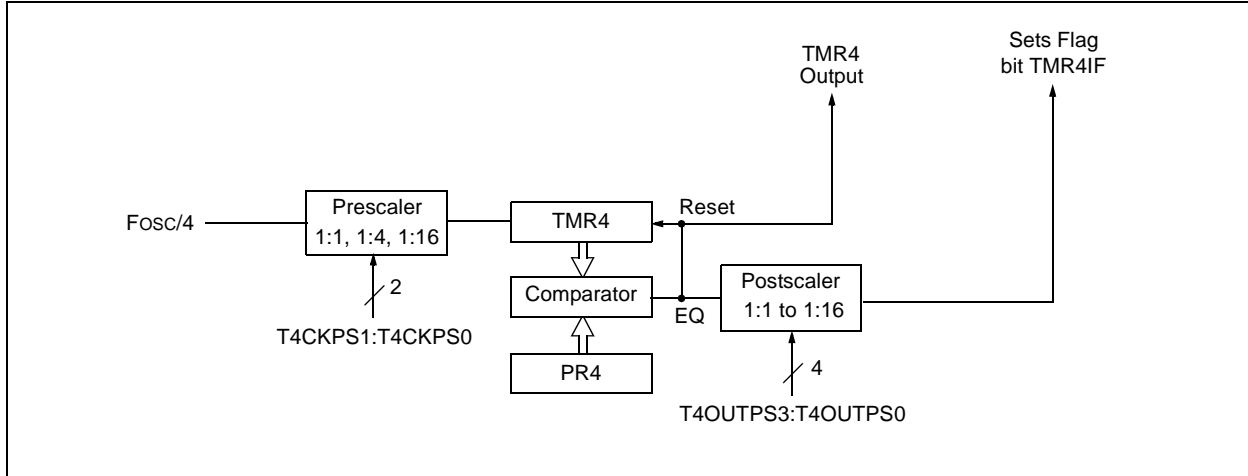 TMR4
Output
Sets Flag
bit TMR4IF
FOSC/4
Prescaler
1:1, 1:4, 1:16
TMR4
Reset
2
T4CKPS1:T4CKPS0
Comparator
EQ
Postscaler
1:1 to 1:16
PR4
4
T4OUTPS3:T4OUTPS0